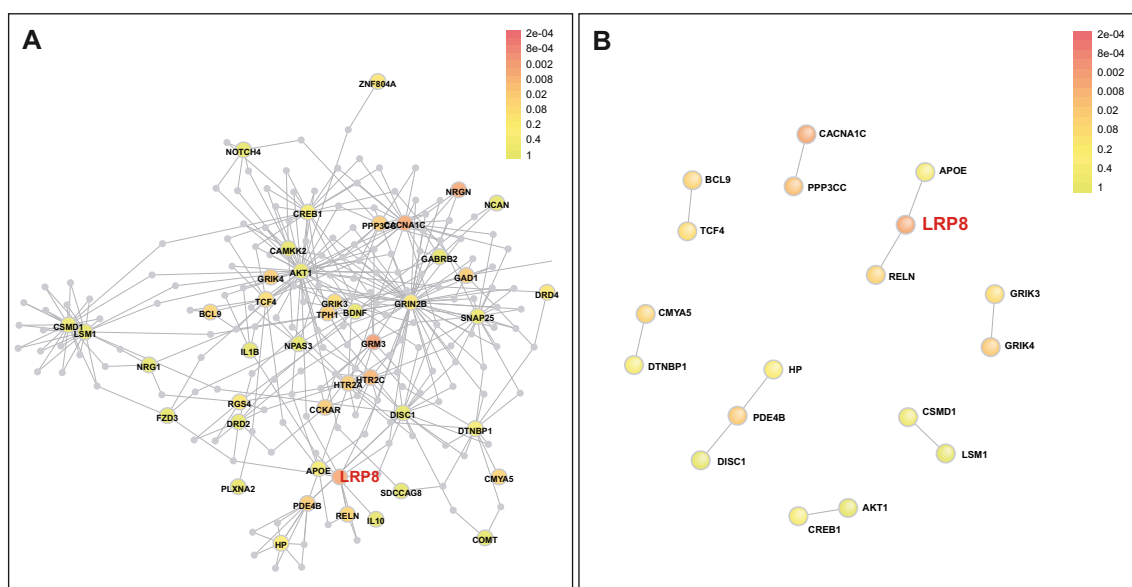 A
2e-04
8e-04
0.002
0.008
0.02
0.08
0.2
0.4
1
ZNF804A
NOTCH4
NRGN
NCAN
CREB1
PPP3CC
CACNA1C
CAMKK2
GABRB2
AKT1
GRIK4
GAD1
TCF4
GRIK3
GRIN2B
DRD4
BCL9
TPH1
BDNF
SNAP25
CSMD1
LSM1
IL1B
NPAS3
GRM3
NRG1
HTR2A
HTR2C
RGS4
CCKAR
FZD3
DRD2
DISC1
DTNBP1
APOE
LRP8
PLXNA2
SDCCAG8
CMYA5
PDE4B
RELN
IL10
HP
COMT
B
2e-04
8e-04
0.002
0.008
0.02
0.08
0.2
0.4
1
CACNA1C
PPP3CC
APOE
BCL9
TCF4
LRP8
RELN
GRIK3
CMYA5
GRIK4
DTNBP1
HP
PDE4B
CSMD1
DISC1
LSM1
AKT1
CREB1